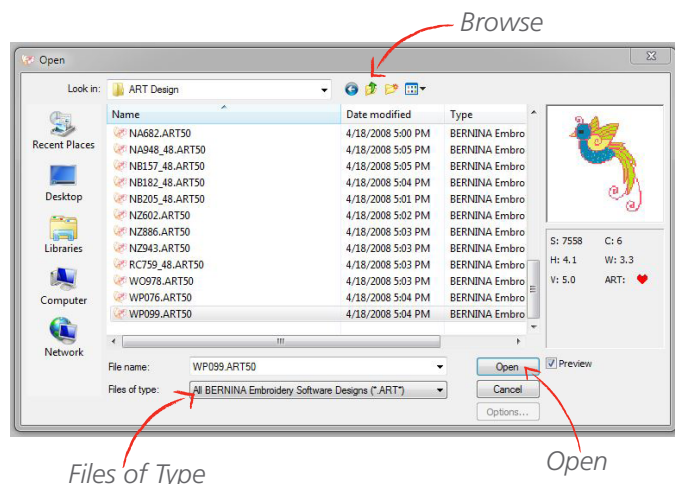 Browse
Open
Look in: ART Design
Name Date modified Type
NA682.ART50 4/18/2008 5:00 PM BERNINA Embro
NA948_48.ART50 4/18/2008 5:05 PM BERNINA Embro
NB157_48.ART50 4/18/2008 5:05 PM BERNINA Embro
NB182_48.ART50 4/18/2008 5:04 PM BERNINA Embro
NB205_48.ART50 4/18/2008 5:01 PM BERNINA Embro
NZ602.ART50 4/18/2008 5:02 PM BERNINA Embro
NZ886.ART50 4/18/2008 5:03 PM BERNINA Embro
NZ943.ART50 4/18/2008 5:03 PM BERNINA Embro
RC759_48.ART50 4/18/2008 5:03 PM BERNINA Embro
WO978.ART50 4/18/2008 5:03 PM BERNINA Embro
WP076.ART50 4/18/2008 5:04 PM BERNINA Embro
WP099.ART50 4/18/2008 5:04 PM BERNINA Embro
Recent Places
Desktop
Libraries
Computer
Network
S: 7558 C: 6
H: 4.1 W: 3.3
V: 5.0 ART:
File name: WP099.ART50 Open Preview
Files of type: All BERNINA Embroidery Software Designs (*.ART*) Cancel
Options...
Files of Type
Open